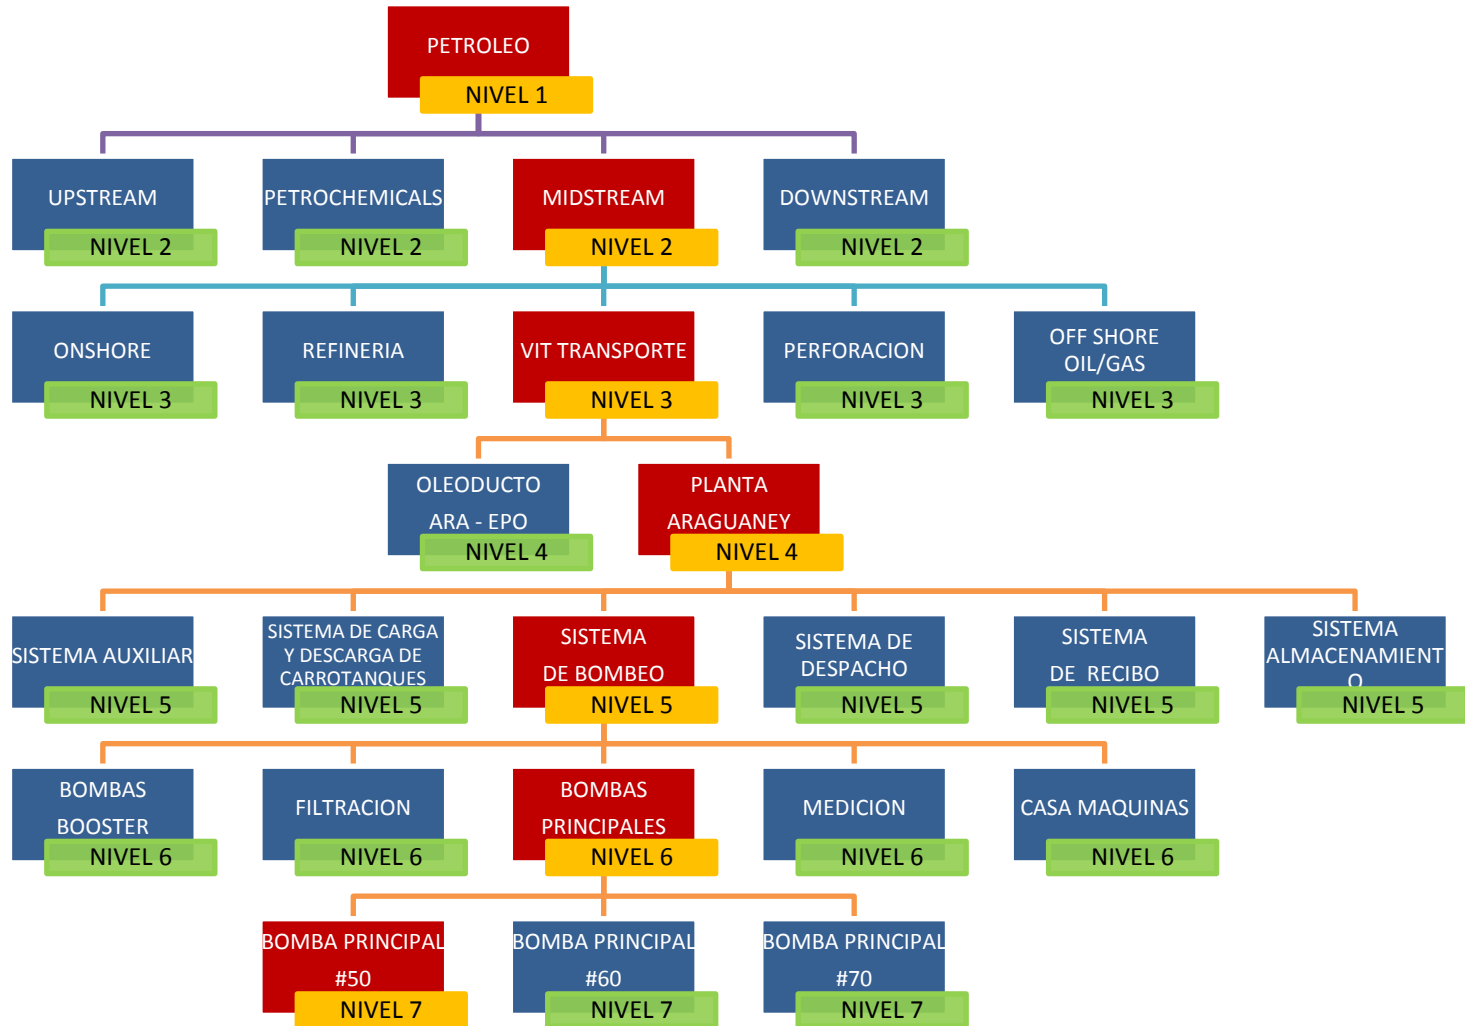 PETROLEO
NIVEL 1
UPSTREAM
NIVEL 2
PETROCHEMICALS
NIVEL 2
MIDSTREAM
NIVEL 2
DOWNSTREAM
NIVEL 2
ONSHORE
NIVEL 3
REFINERIA
NIVEL 3
VIT TRANSPORTE
NIVEL 3
PERFORACION
NIVEL 3
OFF SHORE
OIL/GAS
NIVEL 3
OLEODUCTO
ARA - EPO
NIVEL 4
PLANTA
ARAGUANEY
NIVEL 4
SISTEMA AUXILIAR
NIVEL 5
SISTEMA DE CARGA
Y DESCARGA DE
CARROTANQUES
NIVEL 5
SISTEMA
DE BOMBEO
NIVEL 5
SISTEMA DE
DESPACHO
NIVEL 5
SISTEMA
DE RECIBO
NIVEL 5
SISTEMA
ALMACENAMIENT
O
NIVEL 5
BOMBAS
BOOSTER
NIVEL 6
FILTRACION
NIVEL 6
BOMBAS
PRINCIPALES
NIVEL 6
MEDICION
NIVEL 6
CASA MAQUINAS
NIVEL 6
BOMBA PRINCIPAL
#50
NIVEL 7
BOMBA PRINCIPAL
#60
NIVEL 7
BOMBA PRINCIPAL
#70
NIVEL 7